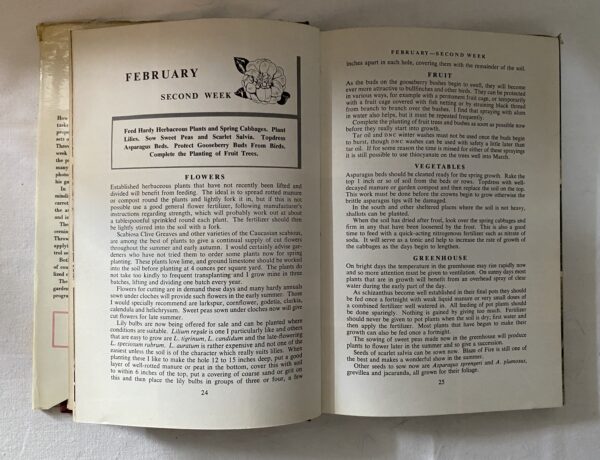 FEBRUARY
SECOND WEEK
Feed Hardy Herbaceous Plants and Spring Cabbages. Plant
Lilies. Sow Sweet Peas and Scarlet Salvia. Topdress
Asparagus Beds. Protect Gooseberry Buds From Birds.
Complete the Planting of Fruit Trees.
FLOWERS
Established herbaceous plants that have not recently been lifted and
divided will benefit from feeding. The ideal is to spread rotted manure
or compost round the plants and lightly fork it in, but if this is not
possible use a good general flower fertilizer, following manufacturer's
instructions regarding strength, which will probably work out at about
a tablespoonful sprinkled round each plant. The fertilizer should then
be lightly stirred into the soil with a fork.
Scabiosa Clive Greaves and other varieties of the Caucasian scabious,
are among the best of plants to give a continual supply of cut flowers
throughout the summer and early autumn. I would certainly advise gar-
deners who have not tried them to order some plants now for spring
planting. These plants love lime, and ground limestone should be worked
into the soil before planting at 4 ounces per square yard. The plants do
not take too kindly to frequent transplanting and I grow mine in these
batches, lifting and dividing one batch every year.
Flowers for cutting are in demand these days and many hardy annuals
sown under cloches will provide such flowers in the early summer. Those
I would specially recommend are larkspur, cornflower, godetia, clarkia,
calendula and helichrysum. Sweet peas sown under cloches now will give
cut flowers for late summer.
Lily bulbs are now being offered for sale and can be planted where
conditions are suitable. Lilium regale is one I particularly like and others
that are easy to grow are L. tigrinum, L. candidum and the late-flowering
L. speciosum rubrum. L. auratum is rather expensive and not one of the
easiest unless the soil is of the character which really suits lilies. When
planting these I like to make the hole 12 to 15 inches deep, put a good
layer of well-rotted manure or peat in the bottom, cover this with soil
to within 6 inches of the top, put a covering of coarse sand or grit on
this and then place the lily bulbs in groups of three or four, a few
24
FEBRUARY—SECOND WEEK
inches apart in each hole, covering them with the remainder of the soil.
FRUIT
As the buds on the gooseberry bushes begin to swell, they will become
ever more attractive to bullfinches and other birds. They can be protected
in various ways, for example with a permanent fruit cage, or temporarily
with a fruit cage covered with fish netting or by straining black thread
from branch to branch over the bushes. I find that spraying with alum
in water also helps, but it must be repeated frequently.
Complete the planting of fruit trees and bushes as soon as possible now
before they really start into growth.
Tar oil and DNC winter washes must not be used once the buds begin
to burst, though DNC washes can be used with safety a little later than
tar oil. If for some reason the time is missed for either of these sprayings
it is still possible to use thiocyanate on the trees well into March.
VEGETABLES
Asparagus beds should be cleaned ready for the spring growth. Rake the
top 1 inch or so of soil from the beds or rows. Topdress with well-
decayed manure or garden compost and then replace the soil on the top.
This work must be done before the crowns begin to grow otherwise the
brittle asparagus tips will be damaged.
In the south and other sheltered places where the soil is not heavy,
shallots can be planted.
When the soil has dried after frost, look over the spring cabbages and
firm in any that have been loosened by the frost. This is also a good
time to feed with a quick-acting nitrogenous fertilizer such as nitrate of
soda. It will serve as a tonic and help to increase the rate of growth of
the cabbages as the days begin to lengthen.
GREENHOUSE
On bright days the temperature in the greenhouse may rise rapidly now
and so more attention must be given to ventilation. On sunny days most
plants that are in growth will benefit from an overhead spray of clear
water during the early part of the day.
As schizanthus become well established in their final pots they should
be fed once a fortnight with weak liquid manure or very small doses of
a combined fertilizer well watered in. All feeding of pot plants should
be done sparingly. Nothing is gained by giving too much. Fertilizer
should never be given to pot plants when the soil is dry; first water and
then apply the fertilizer. Most plants that have begun to make their
growth can also be fed once a fortnight.
The sowing of sweet peas made now in the greenhouse will produce
plants to flower later in the summer and so give a succession.
Seeds of scarlet salvia can be sown now. Blaze of Fire is still one of
the best and makes a wonderful show in the summer.
Other seeds to sow now are Asparagus sprengeri and A. plumosus,
grevillea and jacaranda, all grown for their foliage.
25